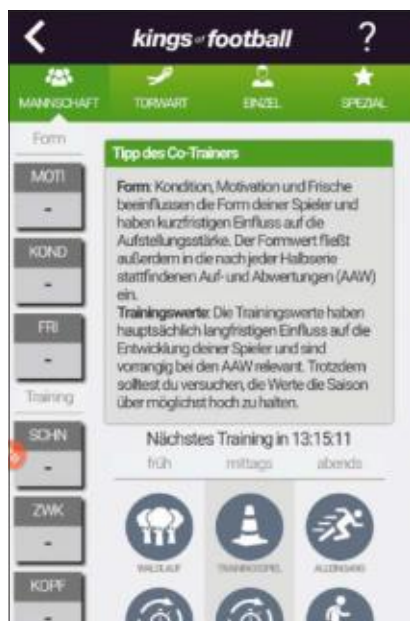 kings of football ?
MANNSCHAFT TORWART EINZEL SPEZIAL
Form
MOTI
-
KOND
-
FRI
-
Training
SCHN
-
ZWK
-
KOPF
Tipp des Co-Trainers
Form: Kondition, Motivation und Frische
beeinflussen die Form deiner Spieler und
haben kurzfristigen Einfluss auf die
Aufstellungsstärke. Der Formwert fließt
außerdem in die nach jeder Halbserie
stattfindenen Auf- und Abwertungen (AAW)
ein.
Trainingswerte: Die Trainingswerte haben
hauptsächlich langfristigen Einfluss auf die
Entwicklung deiner Spieler und sind
vorrangig bei den AAW relevant. Trotzdem
solltest du versuchen, die Werte die Saison
über möglichst hoch zu halten.
Nächstes Training in 13:15:11
früh mittags abends
WALDLAUF TRAININGSSPIEL ALLEINGANG